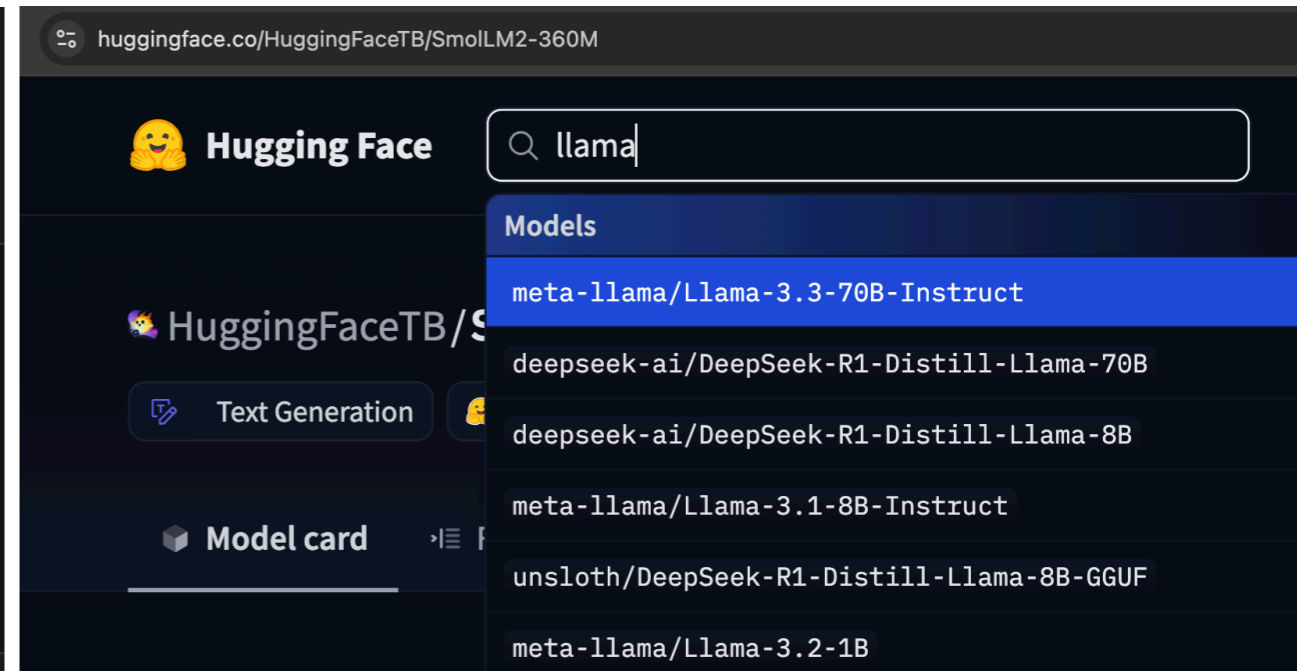 huggingface.co/HuggingFaceTB/SmolLM2-360M
Hugging Face
llama
Models
meta-llama/Llama-3.3-70B-Instruct
HuggingFaceTB/
deepseek-ai/DeepSeek-R1-Distill-Llama-70B
Text Generation
deepseek-ai/DeepSeek-R1-Distill-Llama-8B
meta-llama/Llama-3.1-8B-Instruct
Model card
unsloth/DeepSeek-R1-Distill-Llama-8B-GGUF
meta-llama/Llama-3.2-1B